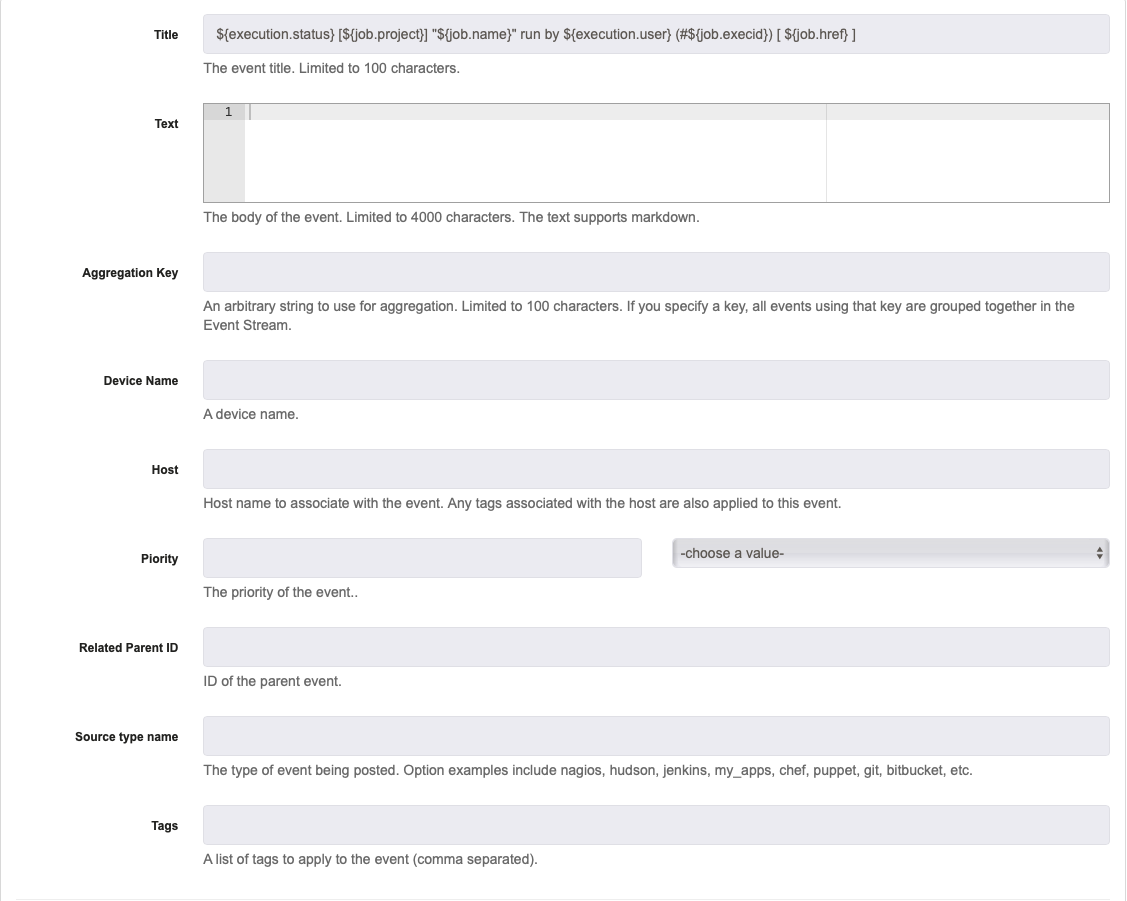 Title
${execution.status} [${job.project}] "${job.name}" run by ${execution.user} (#${job.execid}) [ ${job.href} ]
The event title. Limited to 100 characters.
Text
1
The body of the event. Limited to 4000 characters. The text supports markdown.
Aggregation Key
An arbitrary string to use for aggregation. Limited to 100 characters. If you specify a key, all events using that key are grouped together in the
Event Stream.
Device Name
A device name.
Host
Host name to associate with the event. Any tags associated with the host are also applied to this event.
Piority
-choose a value-
The priority of the event..
Related Parent ID
ID of the parent event.
Source type name
The type of event being posted. Option examples include nagios, hudson, jenkins, my_apps, chef, puppet, git, bitbucket, etc.
Tags
A list of tags to apply to the event (comma separated).